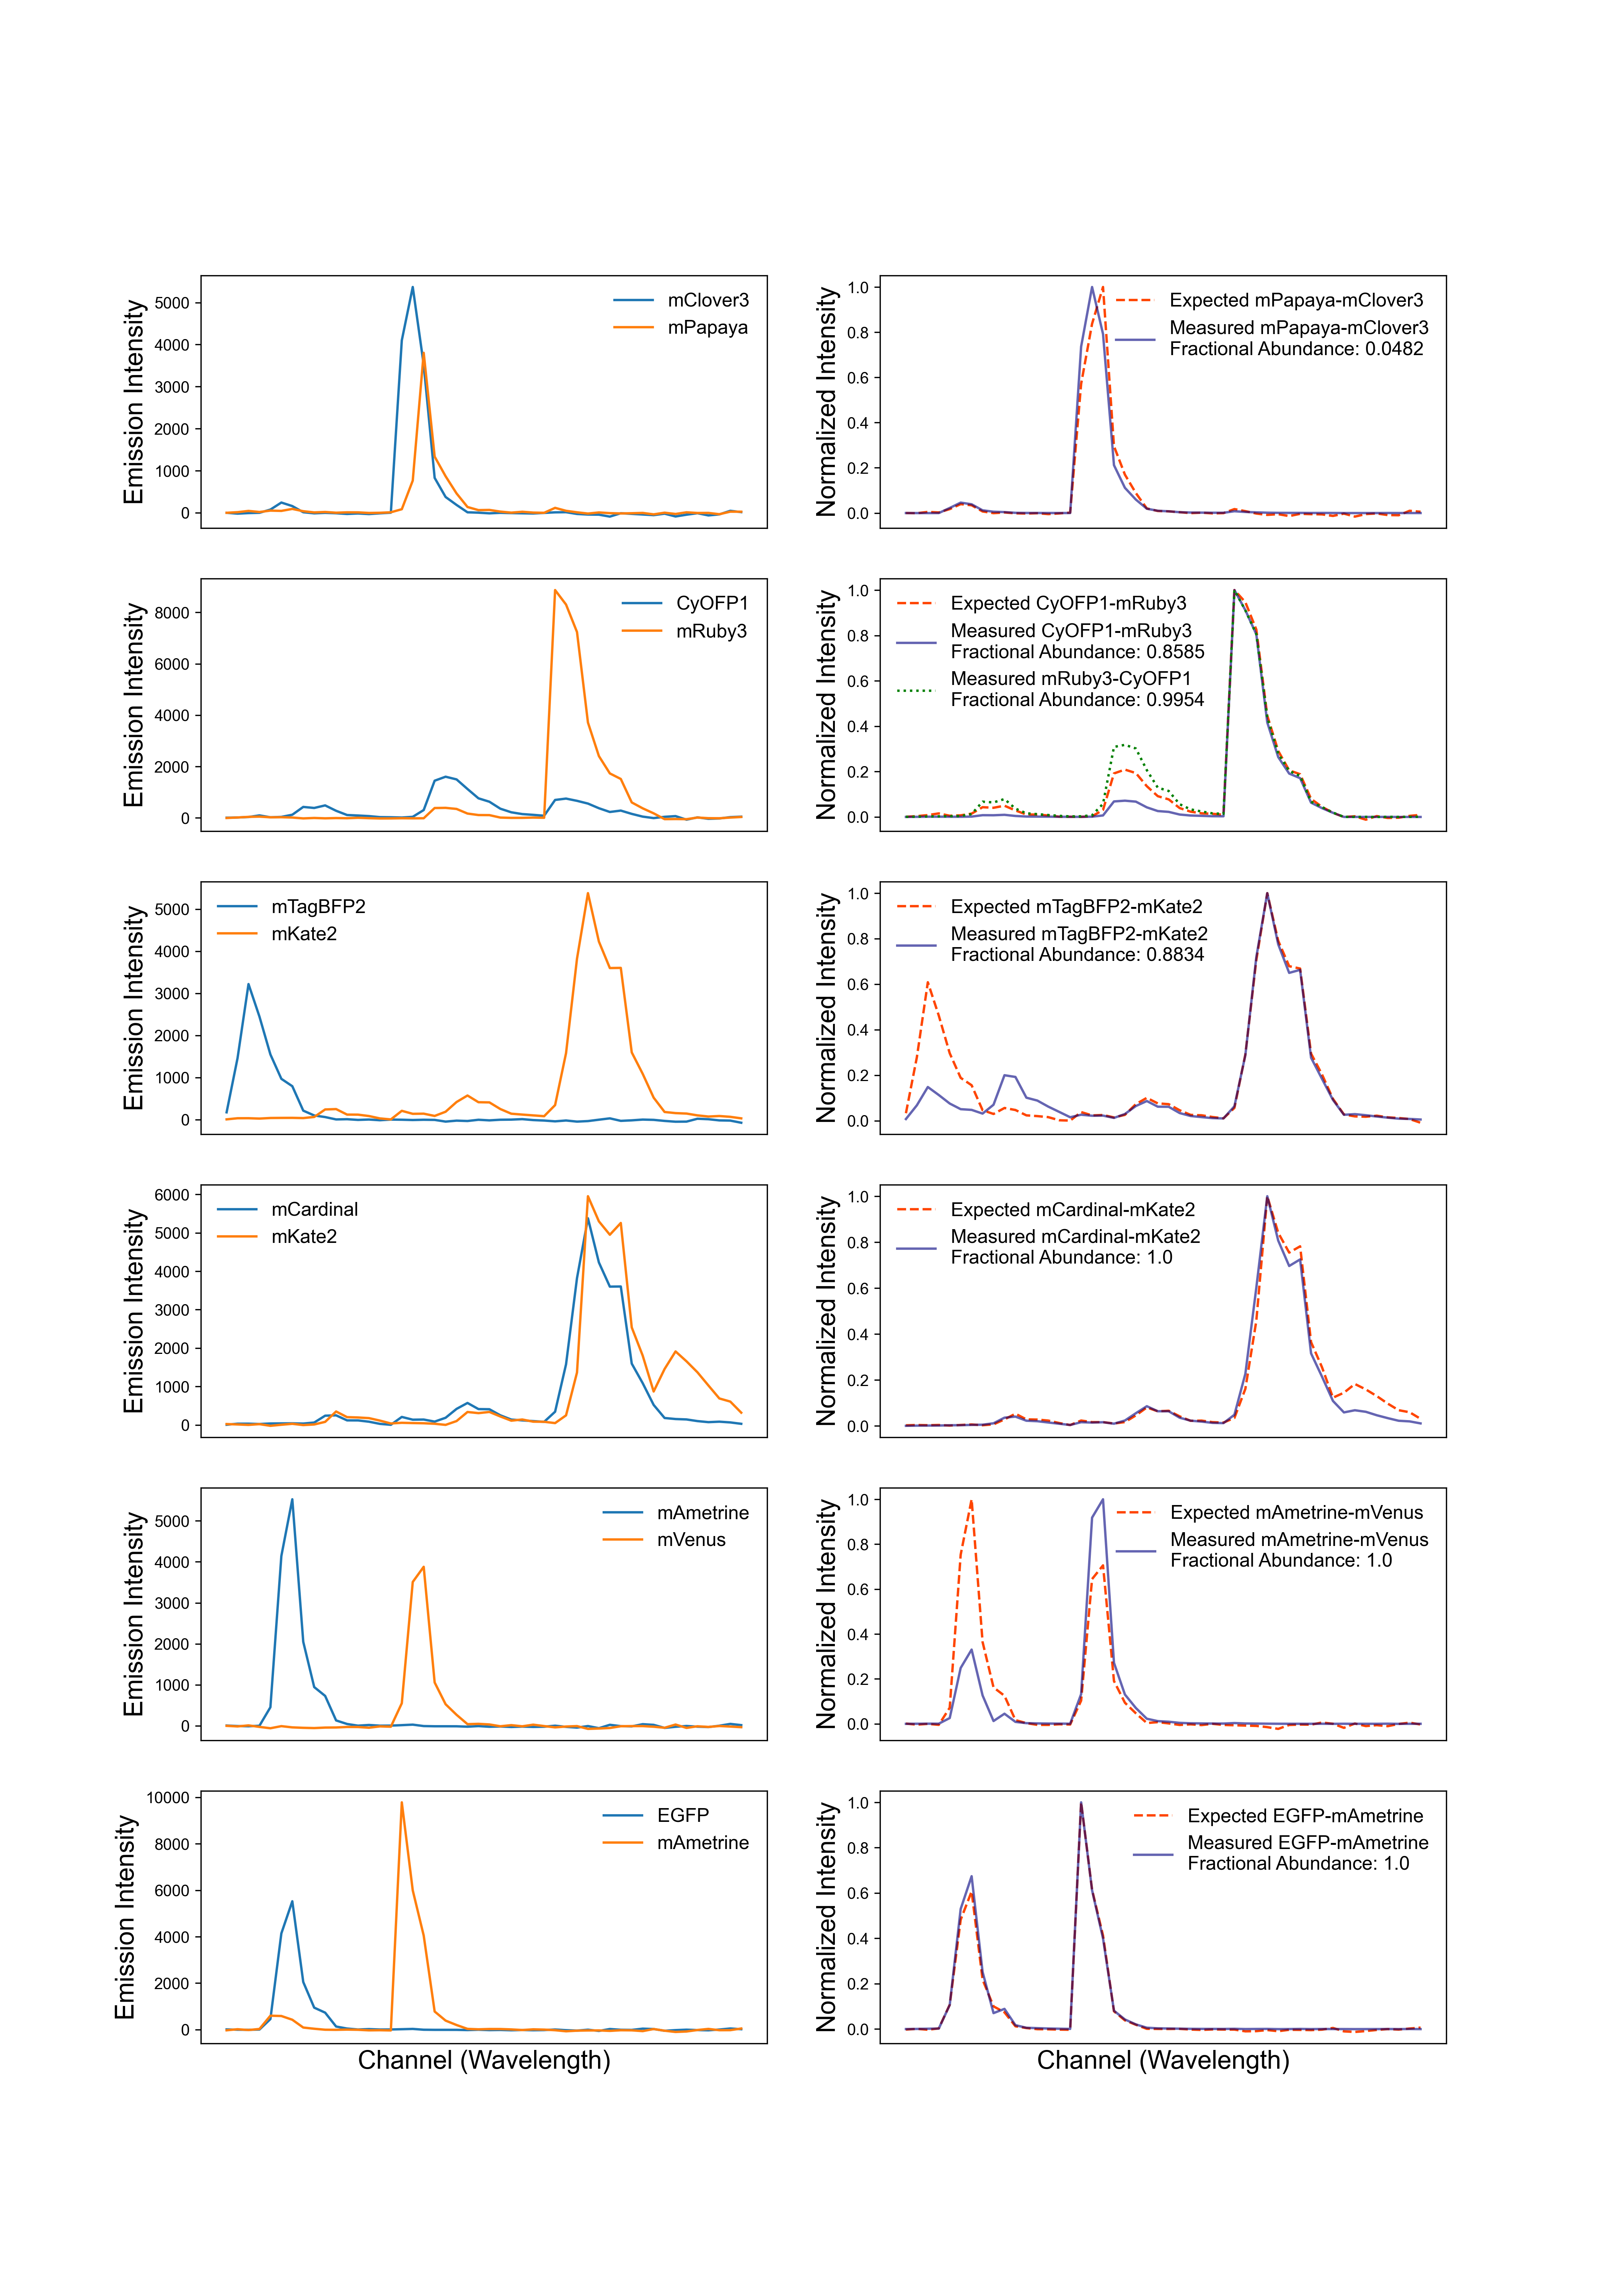 Emission Intensity
5000
4000
3000
2000
1000
0
mClover3
mPapaya
Normalized Intensity
1.0
0.8
0.6
0.4
0.2
0.0
Expected mPapaya-mClover3
Measured mPapaya-mClover3
Fractional Abundance: 0.0482
Emission Intensity
8000
6000
4000
2000
0
CyOFP1
mRuby3
Normalized Intensity
1.0
0.8
0.6
0.4
0.2
0.0
Expected CyOFP1-mRuby3
Measured CyOFP1-mRuby3
Fractional Abundance: 0.8585
Measured mRuby3-CyOFP1
Fractional Abundance: 0.9954
Emission Intensity
5000
4000
3000
2000
1000
0
mTagBFP2
mKate2
Normalized Intensity
1.0
0.8
0.6
0.4
0.2
0.0
Expected mTagBFP2-mKate2
Measured mTagBFP2-mKate2
Fractional Abundance: 0.8834
Emission Intensity
6000
5000
4000
3000
2000
1000
0
mCardinal
mKate2
Normalized Intensity
1.0
0.8
0.6
0.4
0.2
0.0
Expected mCardinal-mKate2
Measured mCardinal-mKate2
Fractional Abundance: 1.0
Emission Intensity
5000
4000
3000
2000
1000
0
mAmetrine
mVenus
Normalized Intensity
1.0
0.8
0.6
0.4
0.2
0.0
Expected mAmetrine-mVenus
Measured mAmetrine-mVenus
Fractional Abundance: 1.0
Emission Intensity
10000
8000
6000
4000
2000
0
EGFP
mAmetrine
Channel (Wavelength)
Normalized Intensity
1.0
0.8
0.6
0.4
0.2
0.0
Expected EGFP-mAmetrine
Measured EGFP-mAmetrine
Fractional Abundance: 1.0
Channel (Wavelength)